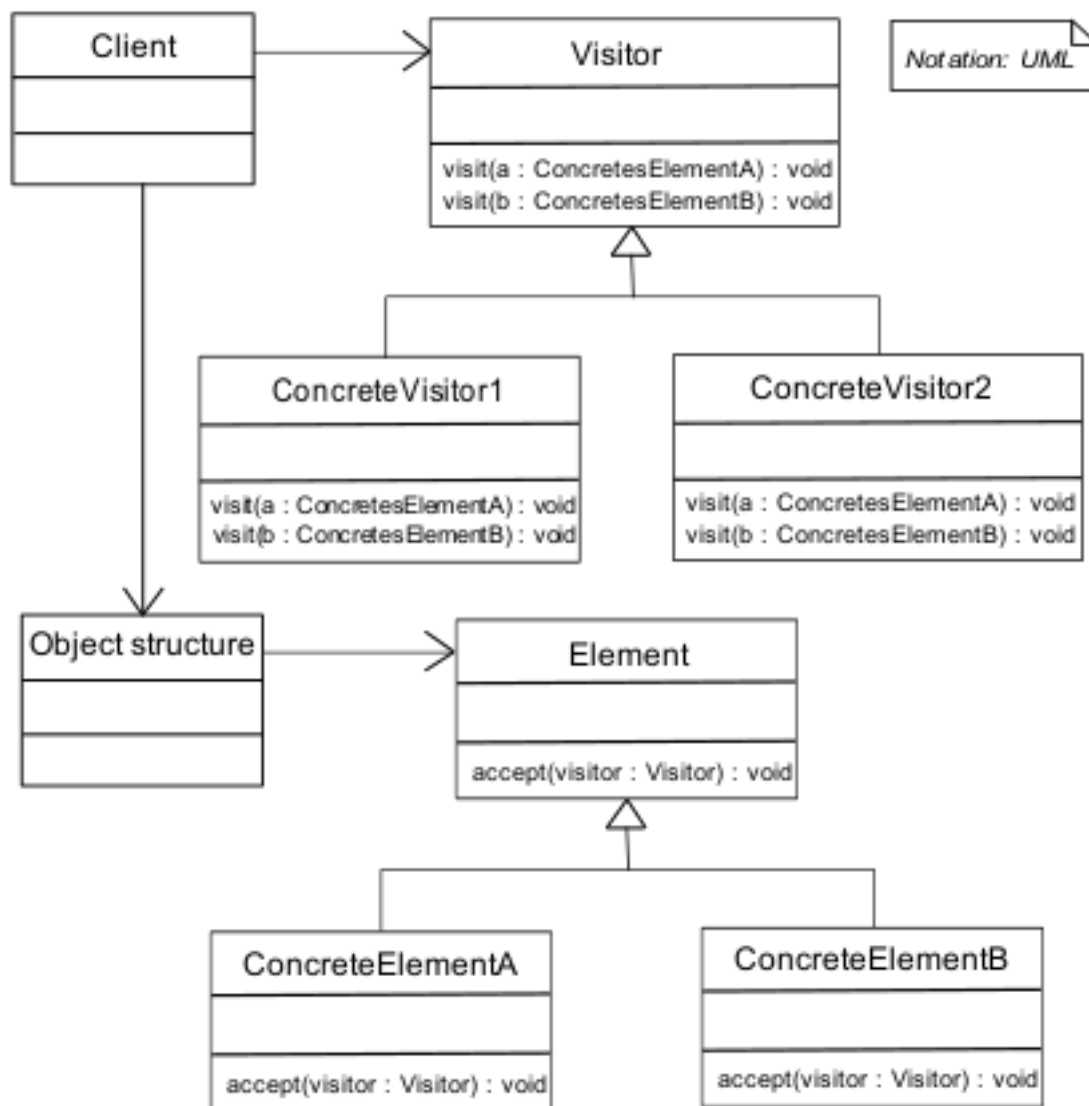 Client
Visitor
Notation: UML
visit(a : ConcretesElementA) : void
visit(b : ConcretesElementB) : void
ConcreteVisitor1
visit(a : ConcretesElementA) : void
visit(b : ConcretesElementB) : void
ConcreteVisitor2
visit(a : ConcretesElementA) : void
visit(b : ConcretesElementB) : void
Object structure
Element
accept(visitor : Visitor) : void
ConcreteElementA
accept(visitor : Visitor) : void
ConcreteElementB
accept(visitor : Visitor) : void